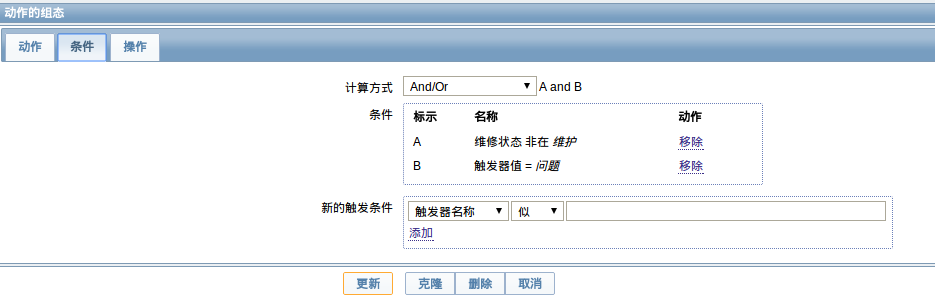 动作的组态
动作 条件 操作
计算方式 And/Or A and B
条件 标示 名称 动作
A 维修状态 非在 维护 移除
B 触发器值 = 问题 移除
新的触发条件 触发器名称 似
添加
更新 克隆 删除 取消